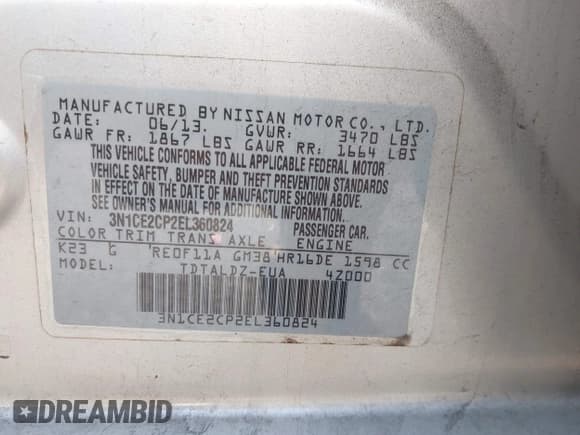 MANUFACTURED BY NISSAN MOTOR CO., LTD.
DATE: 06/13. GVWR: 3470 LBS
GAWR FR: 1867 LBS GAWR RR: 1664 LBS
THIS VEHICLE CONFORMS TO ALL APPLICABLE FEDERAL MOTOR
VEHICLE SAFETY, BUMPER AND THEFT PREVENTION STANDARDS
IN EFFECT ON THE DATE OF MANUFACTURE SHOWN ABOVE.
SEE OWNER'S MANUAL FOR ADDITIONAL INFORMATION.
VIN: 3N1CE2CP2EL360824 PASSENGER CAR.
COLOR TRIM TRANS AXLE ENGINE
K23 G RE0F11A GM38 HR16DE 1598 CC
MODEL: TDTALDZ-EUA 4Z000
3N1CE2CP2EL360824
DREAMBID